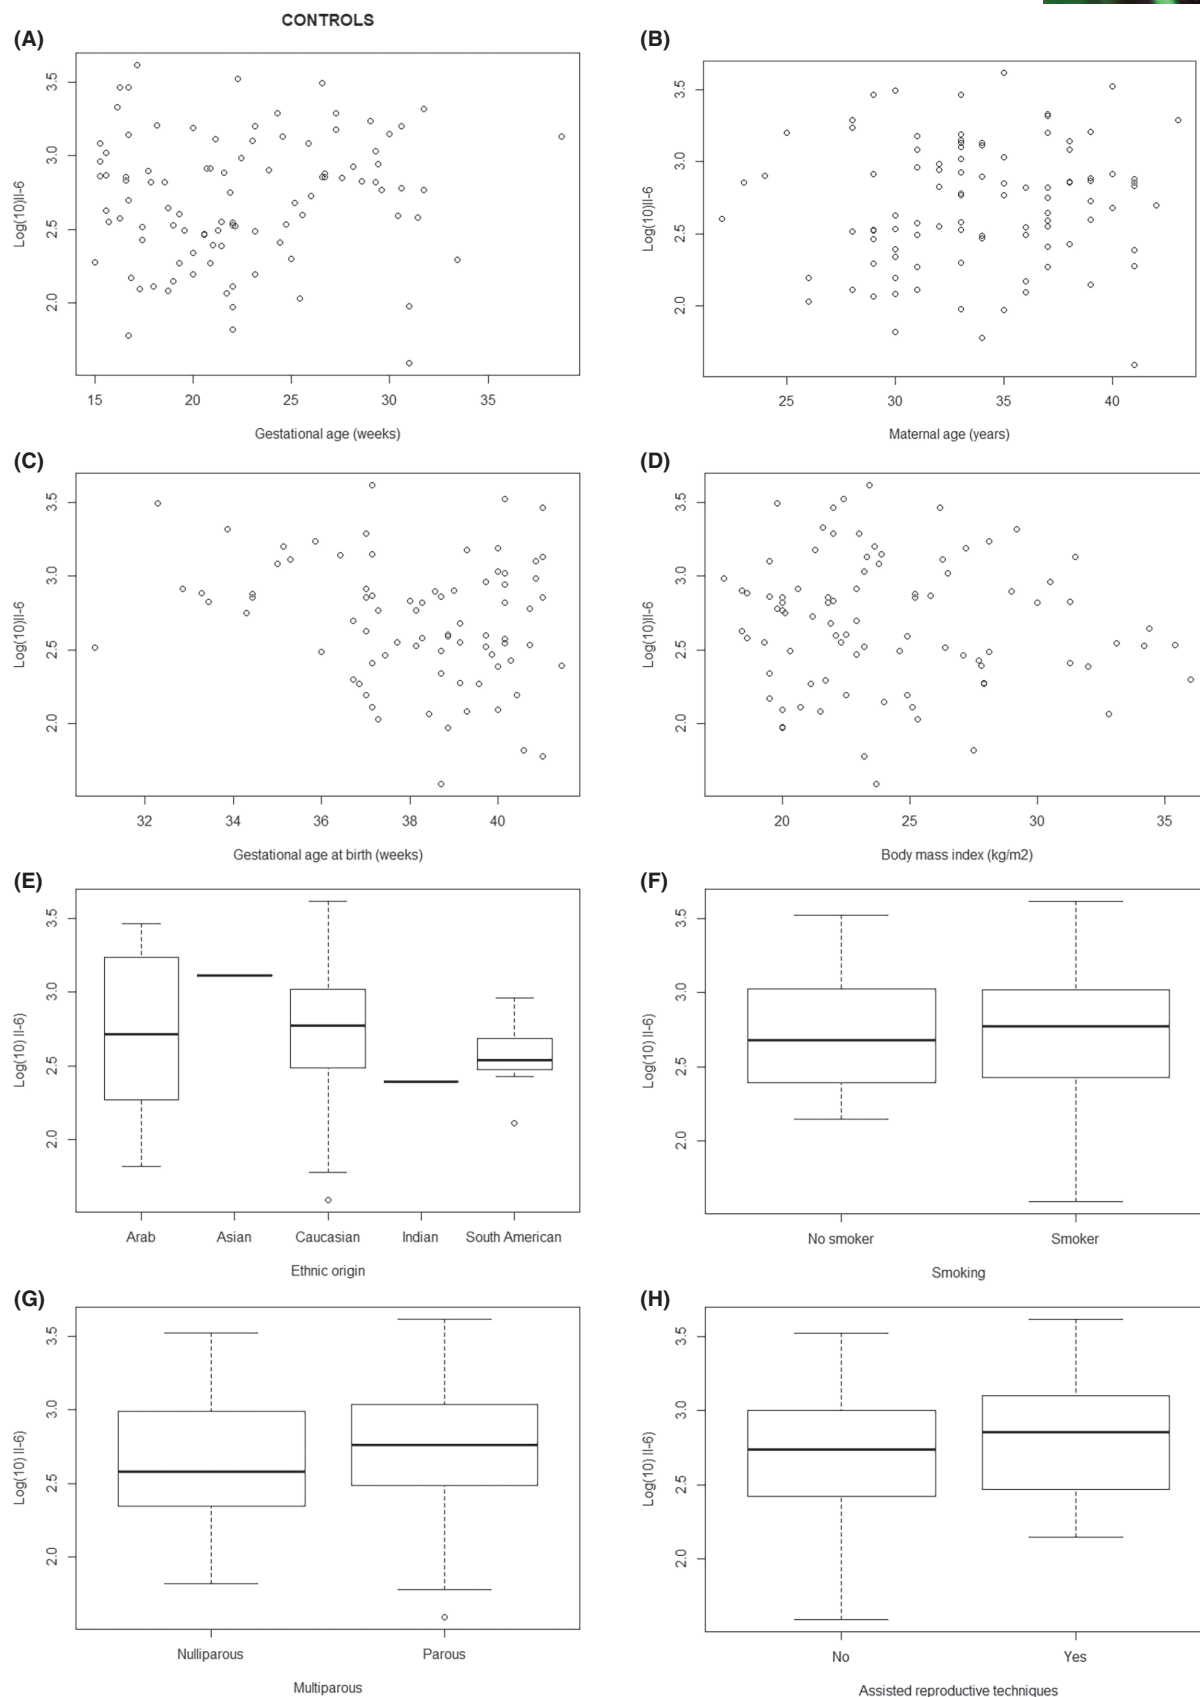 CONTROLS
(A)
3.5
3.0
2.5
2.0
Log(10)Il-6
15 20 25 30 35
Gestational age (weeks)
(B)
3.5
3.0
2.5
2.0
Log(10)Il-6
25 30 35 40
Maternal age (years)
(C)
3.5
3.0
2.5
2.0
Log(10)Il-6
32 34 36 38 40
Gestational age at birth (weeks)
(D)
3.5
3.0
2.5
2.0
Log(10)Il-6
20 25 30 35
Body mass index (kg/m2)
(E)
3.5
3.0
2.5
2.0
Log(10) Il-6)
Arab Asian Caucasian Indian South American
Ethnic origin
(F)
3.5
3.0
2.5
2.0
Log(10) Il-6)
No smoker Smoker
Smoking
(G)
3.5
3.0
2.5
2.0
Log(10) Il-6)
Nulliparous Parous
Multiparous
(H)
3.5
3.0
2.5
2.0
Log(10) Il-6)
No Yes
Assisted reproductive techniques